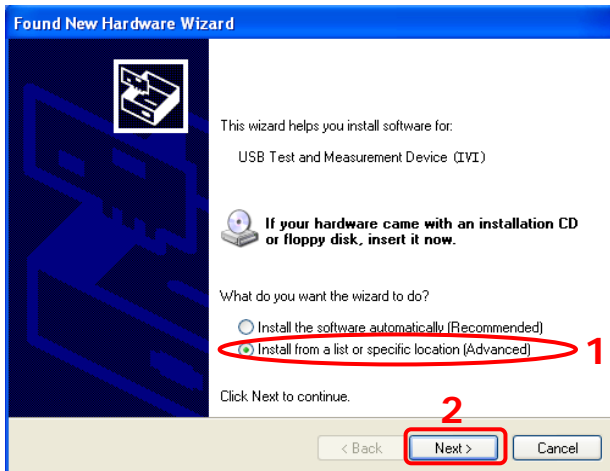 Found New Hardware Wizard
This wizard helps you install software for:
USB Test and Measurement Device (IVI)
If your hardware came with an installation CD
or floppy disk, insert it now.
What do you want the wizard to do?
Install the software automatically (Recommended)
Install from a list or specific location (Advanced)
1
Click Next to continue.
2
< Back Next > Cancel